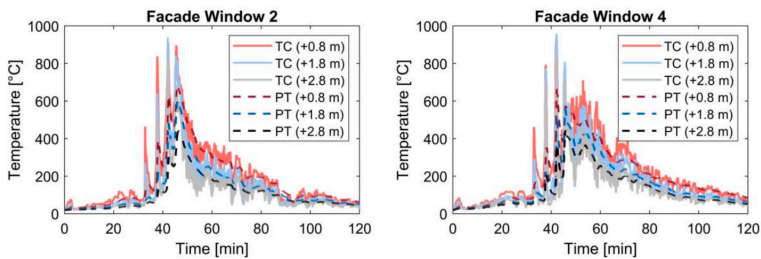 Facade Window 2
1000
800
600
400
200
0
Temperature [°C]
TC (+0.8 m)
TC (+1.8 m)
TC (+2.8 m)
PT (+0.8 m)
PT (+1.8 m)
PT (+2.8 m)
0 20 40 60 80 100 120
Time [min]
Facade Window 4
1000
800
600
400
200
0
Temperature [°C]
TC (+0.8 m)
TC (+1.8 m)
TC (+2.8 m)
PT (+0.8 m)
PT (+1.8 m)
PT (+2.8 m)
0 20 40 60 80 100 120
Time [min]